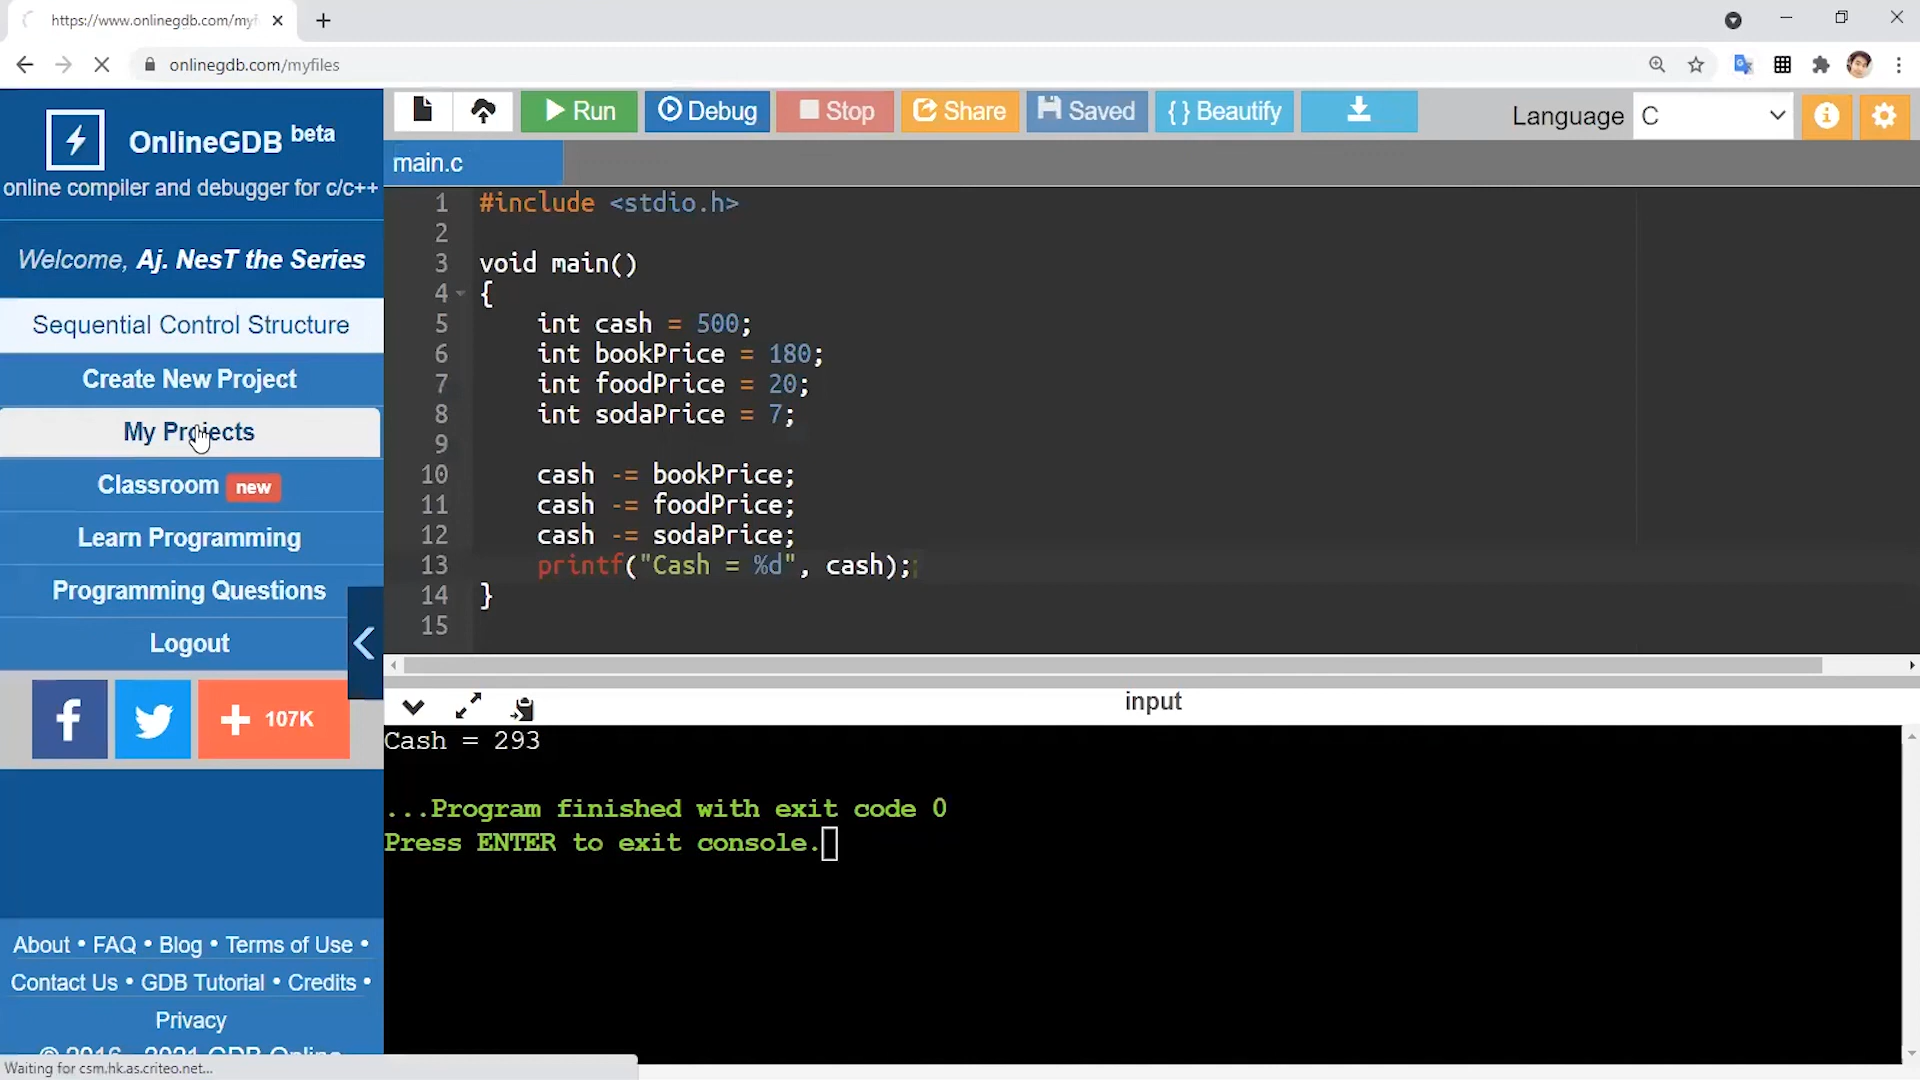 https://www.onlinegdb.com/myf
onlinegdb.com/myfiles
OnlineGDB beta
online compiler and debugger for c/c++
Welcome, Aj. NesT the Series
Sequential Control Structure
Create New Project
My Projects
Classroom new
Learn Programming
Programming Questions
Logout
107K
About • FAQ • Blog • Terms of Use •
Contact Us • GDB Tutorial • Credits •
Privacy
© 2016 - 2021 GDB Online
Waiting for csm.hk.as.criteo.net...
Run Debug Stop Share Saved {} Beautify
Language C
main.c
1 #include <stdio.h>
2
3 void main()
4 {
5 int cash = 500;
6 int bookPrice = 180;
7 int foodPrice = 20;
8 int sodaPrice = 7;
9
10 cash -= bookPrice;
11 cash -= foodPrice;
12 cash -= sodaPrice;
13 printf("Cash = %d", cash);
14 }
15
input
Cash = 293
...Program finished with exit code 0
Press ENTER to exit console.